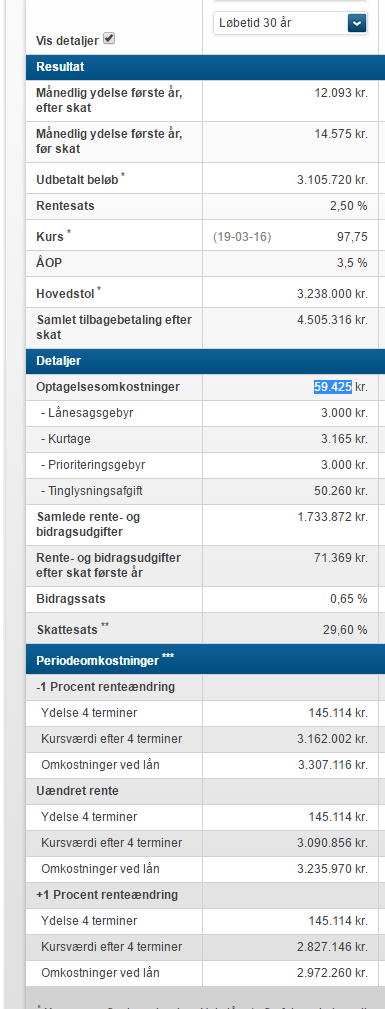 Løbetid 30 år
Vis detaljer
Resultat
Månedlig ydelse første år, efter skat 12.093 kr.
Månedlig ydelse første år, før skat 14.575 kr.
Udbetalt beløb * 3.105.720 kr.
Rentesats 2,50 %
Kurs * (19-03-16) 97,75
ÅOP 3,5 %
Hovedstol * 3.238.000 kr.
Samlet tilbagebetaling efter skat 4.505.316 kr.
Detaljer
Optagelsesomkostninger 59.425 kr.
- Lånesagsgebyr 3.000 kr.
- Kurtage 3.165 kr.
- Prioriteringsgebyr 3.000 kr.
- Tinglysningsafgift 50.260 kr.
Samlede rente- og bidragsudgifter 1.733.872 kr.
Rente- og bidragsudgifter efter skat første år 71.369 kr.
Bidragssats 0,65 %
Skattesats ** 29,60 %
Periodeomkostninger ***
-1 Procent renteændring
Ydelse 4 terminer 145.114 kr.
Kursværdi efter 4 terminer 3.162.002 kr.
Omkostninger ved lån 3.307.116 kr.
Uændret rente
Ydelse 4 terminer 145.114 kr.
Kursværdi efter 4 terminer 3.090.856 kr.
Omkostninger ved lån 3.235.970 kr.
+1 Procent renteændring
Ydelse 4 terminer 145.114 kr.
Kursværdi efter 4 terminer 2.827.146 kr.
Omkostninger ved lån 2.972.260 kr.